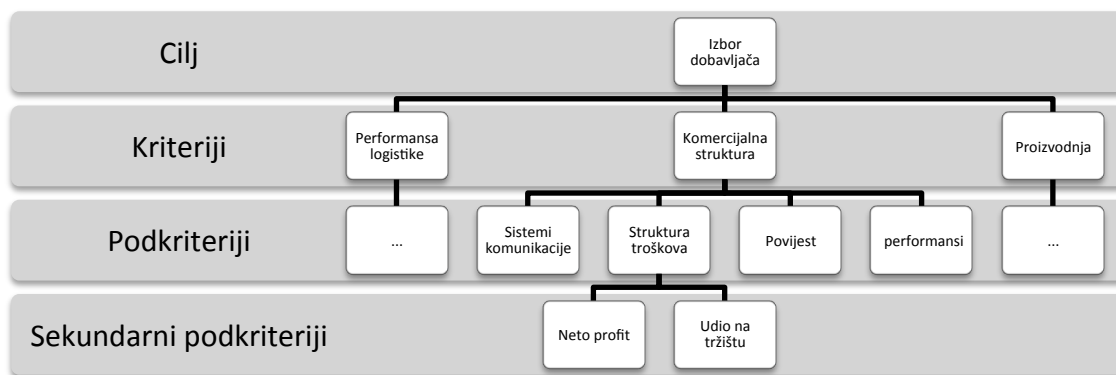 Cilj
Izbor
dobavljača
Kriteriji
Performansa
logistike
Komercijalna
struktura
Proizvodnja
Podkriteriji
...
Sistemi
komunikacije
Struktura
troškova
Povijest
performansi
...
Sekundarni podkriteriji
Neto profit
Udio na
tržištu